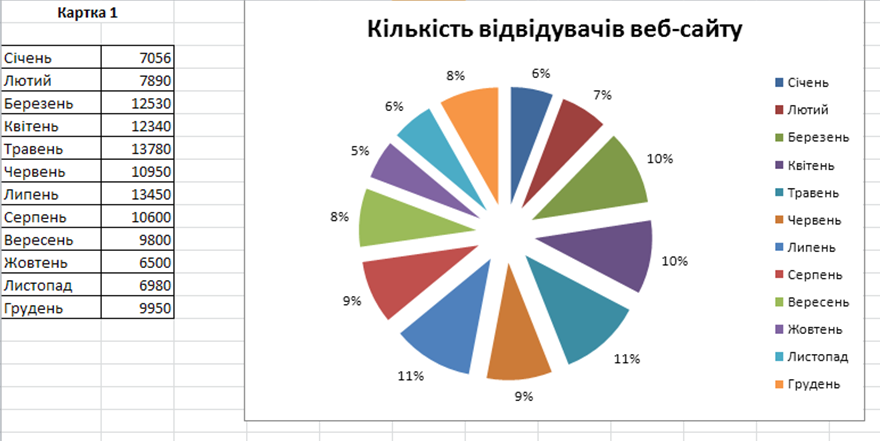 Картка 1
Січень 7056
Лютий 7890
Березень 12530
Квітень 12340
Травень 13780
Червень 10950
Липень 13450
Серпень 10600
Вересень 9800
Жовтень 6500
Листопад 6980
Грудень 9950
Кількість відвідувачів веб-сайту
6%
7%
10%
10%
11%
9%
11%
9%
8%
5%
6%
8%
Січень
Лютий
Березень
Квітень
Травень
Червень
Липень
Серпень
Вересень
Жовтень
Листопад
Грудень